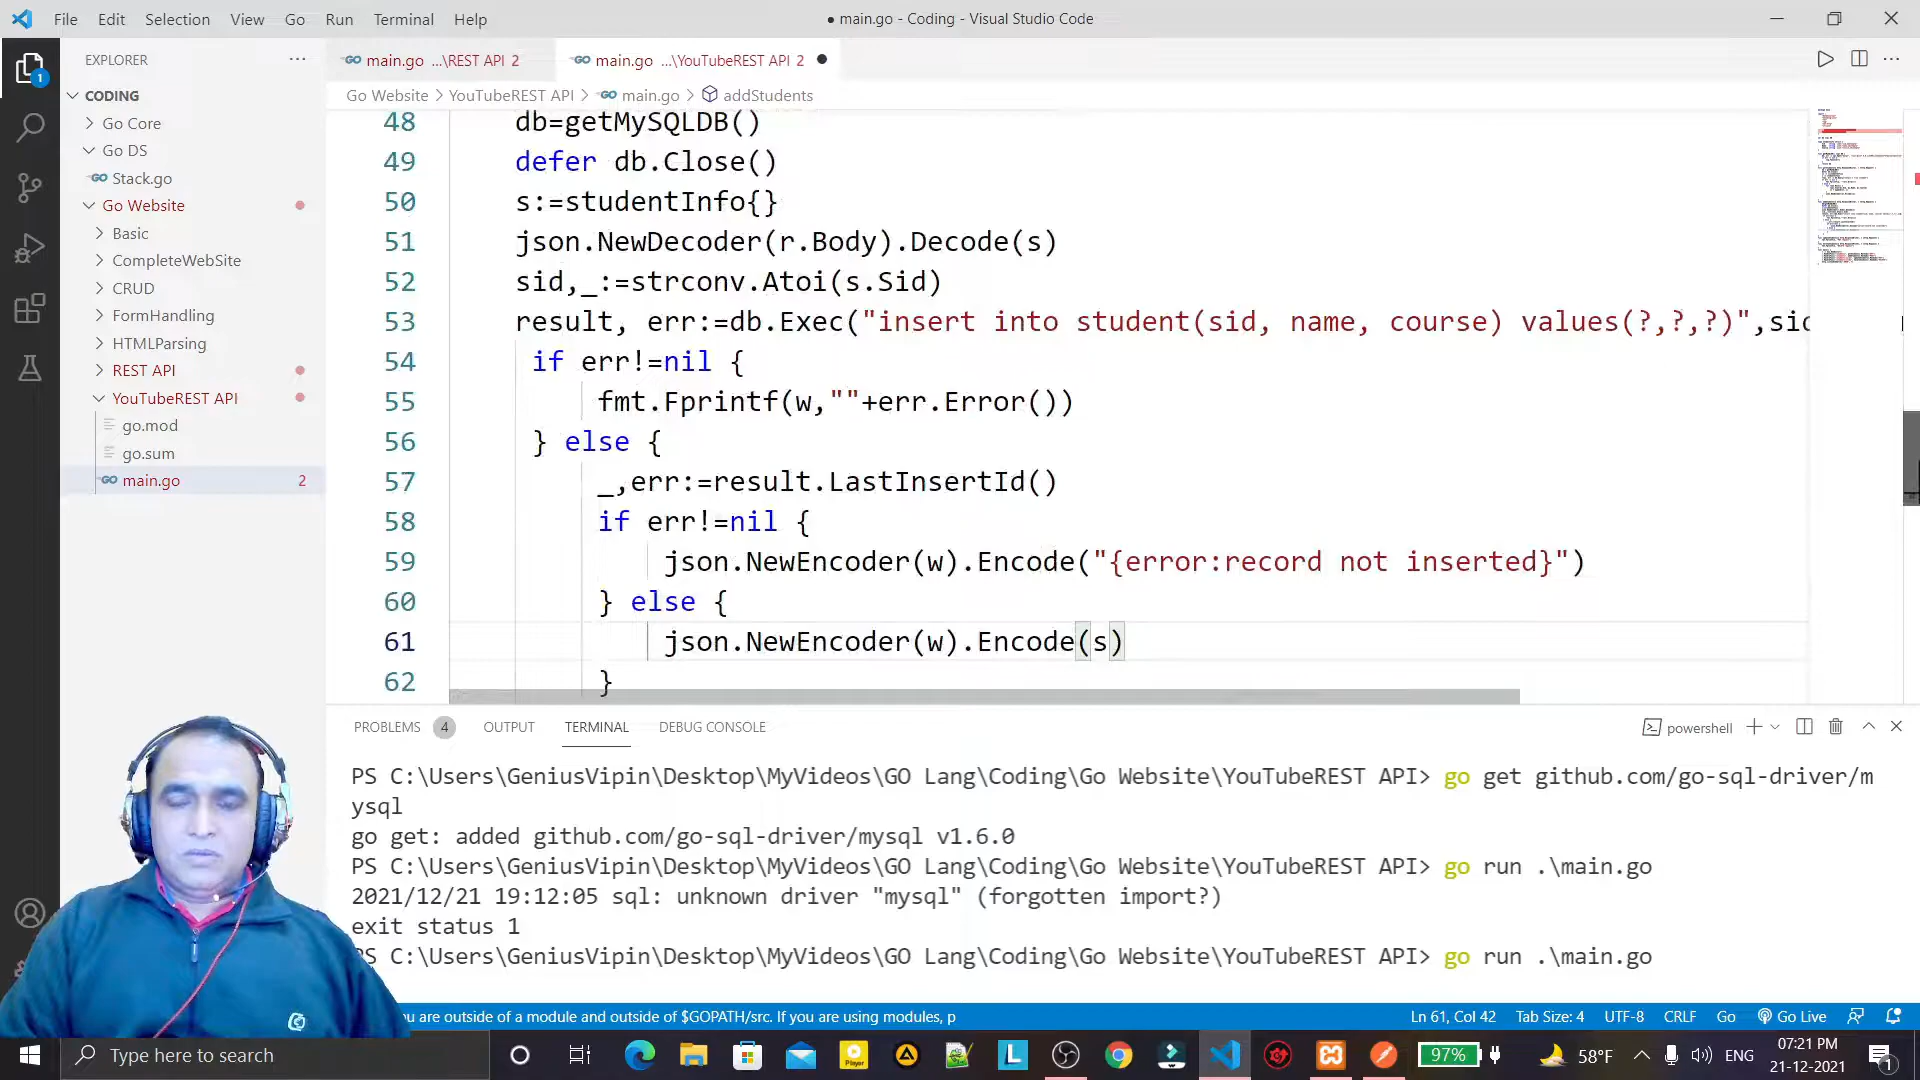 File Edit Selection View Go Run Terminal Help
● main.go - Coding - Visual Studio Code
EXPLORER
main.go ...\REST API 2
main.go ...\YouTubeREST API 2
Go Website > YouTubeREST API > main.go > addStudents
CODING
Go Core
Go DS
Stack.go
Go Website
Basic
CompleteWebSite
CRUD
FormHandling
HTMLParsing
REST API
YouTubeREST API
go.mod
go.sum
main.go 2
1
48 db=getMySQLDB()
49 defer db.Close()
50 s:=studentInfo{}
51 json.NewDecoder(r.Body).Decode(s)
52 sid,_:=strconv.Atoi(s.Sid)
53 result, err:=db.Exec("insert into student(sid, name, course) values(?,?,?)",sid
54 if err!=nil {
55 fmt.Fprintf(w,""+err.Error())
56 } else {
57 _,err:=result.LastInsertId()
58 if err!=nil {
59 json.NewEncoder(w).Encode("{error:record not inserted}")
60 } else {
61 json.NewEncoder(w).Encode(s)
62 }
PROBLEMS 4 OUTPUT TERMINAL DEBUG CONSOLE
powershell
PS C:\Users\GeniusVipin\Desktop\MyVideos\GO Lang\Coding\Go Website\YouTubeREST API> go get github.com/go-sql-driver/m
ysql
go get: added github.com/go-sql-driver/mysql v1.6.0
PS C:\Users\GeniusVipin\Desktop\MyVideos\GO Lang\Coding\Go Website\YouTubeREST API> go run .\main.go
2021/12/21 19:12:05 sql: unknown driver "mysql" (forgotten import?)
exit status 1
PS C:\Users\GeniusVipin\Desktop\MyVideos\GO Lang\Coding\Go Website\YouTubeREST API> go run .\main.go
are outside of a module and outside of $GOPATH/src. If you are using modules, p
Ln 61, Col 42 Tab Size: 4 UTF-8 CRLF Go Go Live
Type here to search
97%
58°F
ENG
07:21 PM
21-12-2021
1